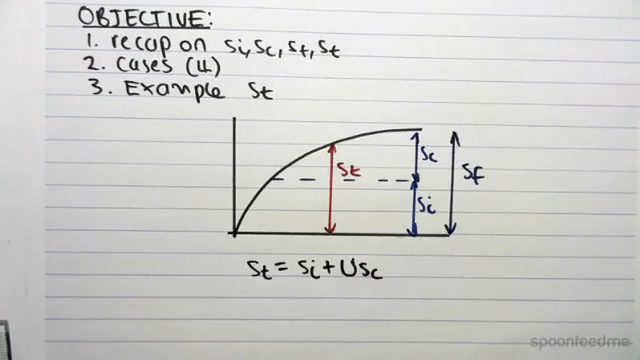 OBJECTIVE:
1. recap on Si, Sc, Sf, St
2. Cases (U)
3. Example St
St
Sc
Sf
Si
St = Si + USc
spoonfeedme